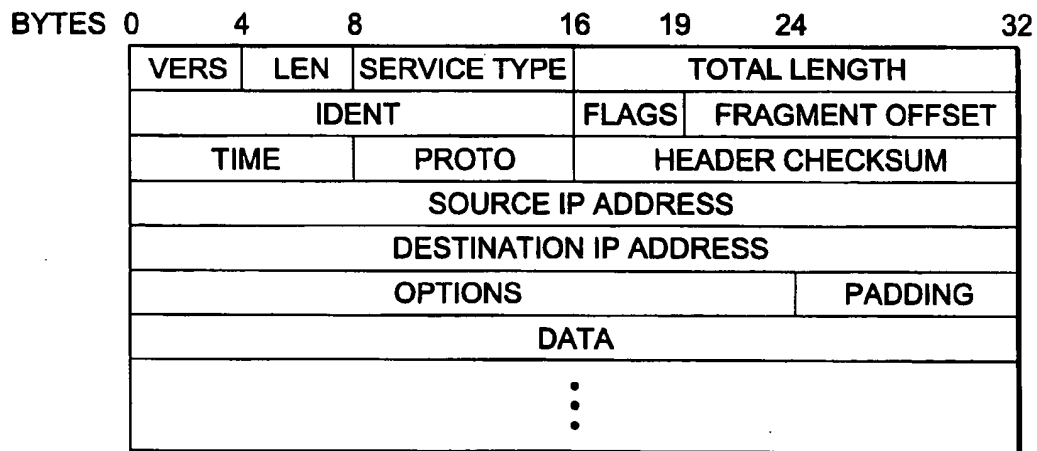 BYTES 0 4 8 16 19 24 32
VERS LEN SERVICE TYPE TOTAL LENGTH
IDENT FLAGS FRAGMENT OFFSET
TIME PROTO HEADER CHECKSUM
SOURCE IP ADDRESS
DESTINATION IP ADDRESS
OPTIONS PADDING
DATA